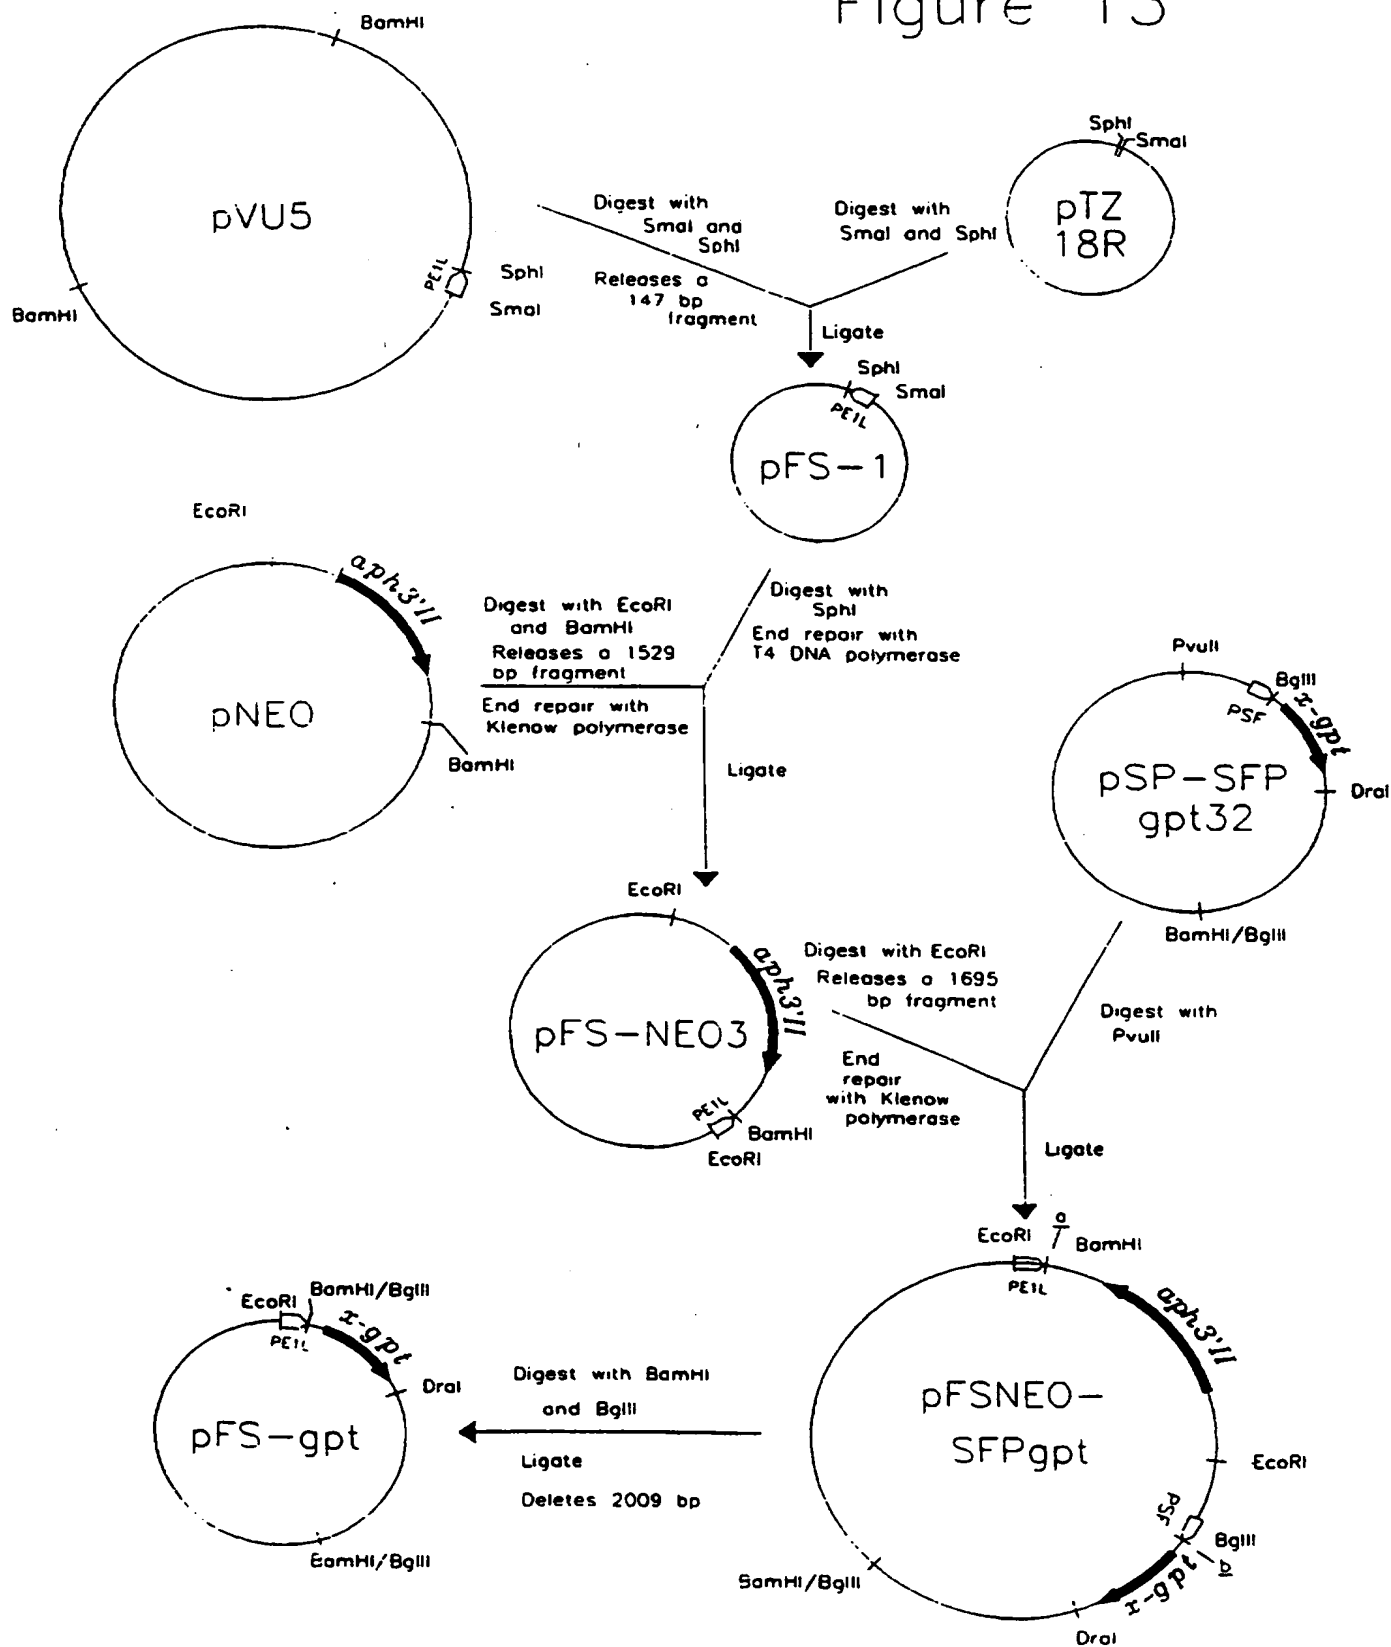 Figure 13
BamHI
pVU5
PE1L
SphI
SmaI
BamHI
SphI
SmaI
pTZ
18R
Digest with
SmaI and
SphI
Releases a
147 bp
fragment
Digest with
SmaI and SphI
Ligate
SphI
SmaI
PE1L
pFS-1
EcoRI
aph3'II
pNEO
BamHI
Digest with EcoRI
and BamHI
Releases a 1529
bp fragment
End repair with
Klenow polymerase
Digest with
SphI
End repair with
T4 DNA polymerase
Ligate
PvuII
BglII
PSF
x-gpt
pSP-SFP
gpt32
DraI
BamHI/BglII
EcoRI
aph3'II
pFS-NEO3
PE1L
BamHI
EcoRI
Digest with EcoRI
Releases a 1695
bp fragment
End
repair
with Klenow
polymerase
Digest with
PvuII
Ligate
EcoRI
a
BamHI
PE1L
aph3'II
pFSNEO-
SFPgpt
EcoRI
PSF
BglII
b
x-gpt
DraI
BamHI/BglII
Digest with BamHI
and BglII
Ligate
Deletes 2009 bp
EcoRI
BamHI/BglII
PE1L
x-gpt
DraI
pFS-gpt
BamHI/BglII